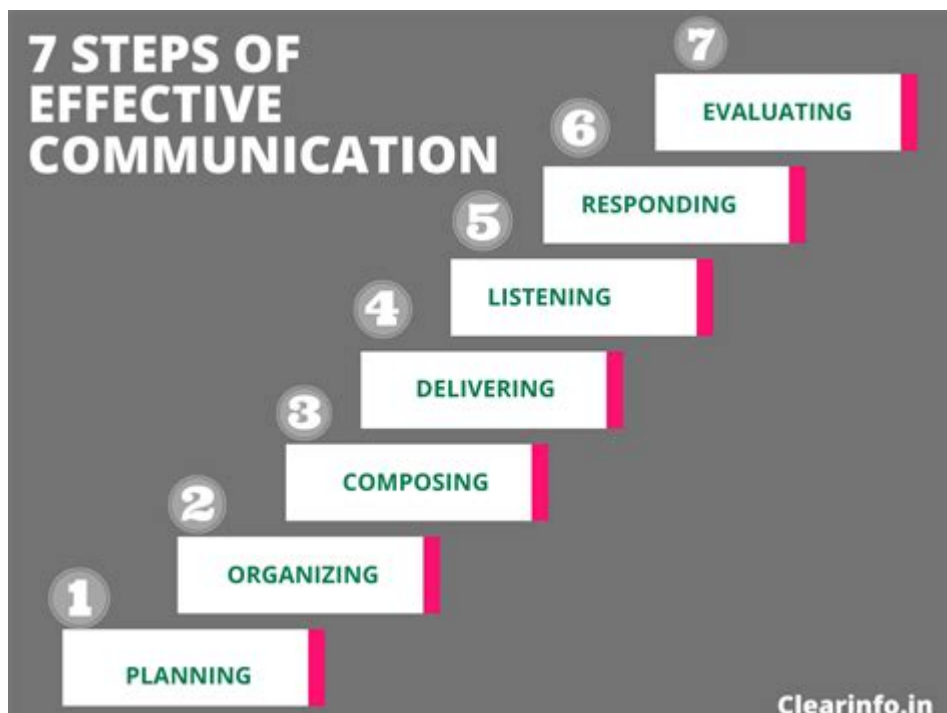 7 STEPS OF
EFFECTIVE
COMMUNICATION
7
EVALUATING
6
RESPONDING
5
LISTENING
4
DELIVERING
3
COMPOSING
2
ORGANIZING
1
PLANNING
Clearinfo.in